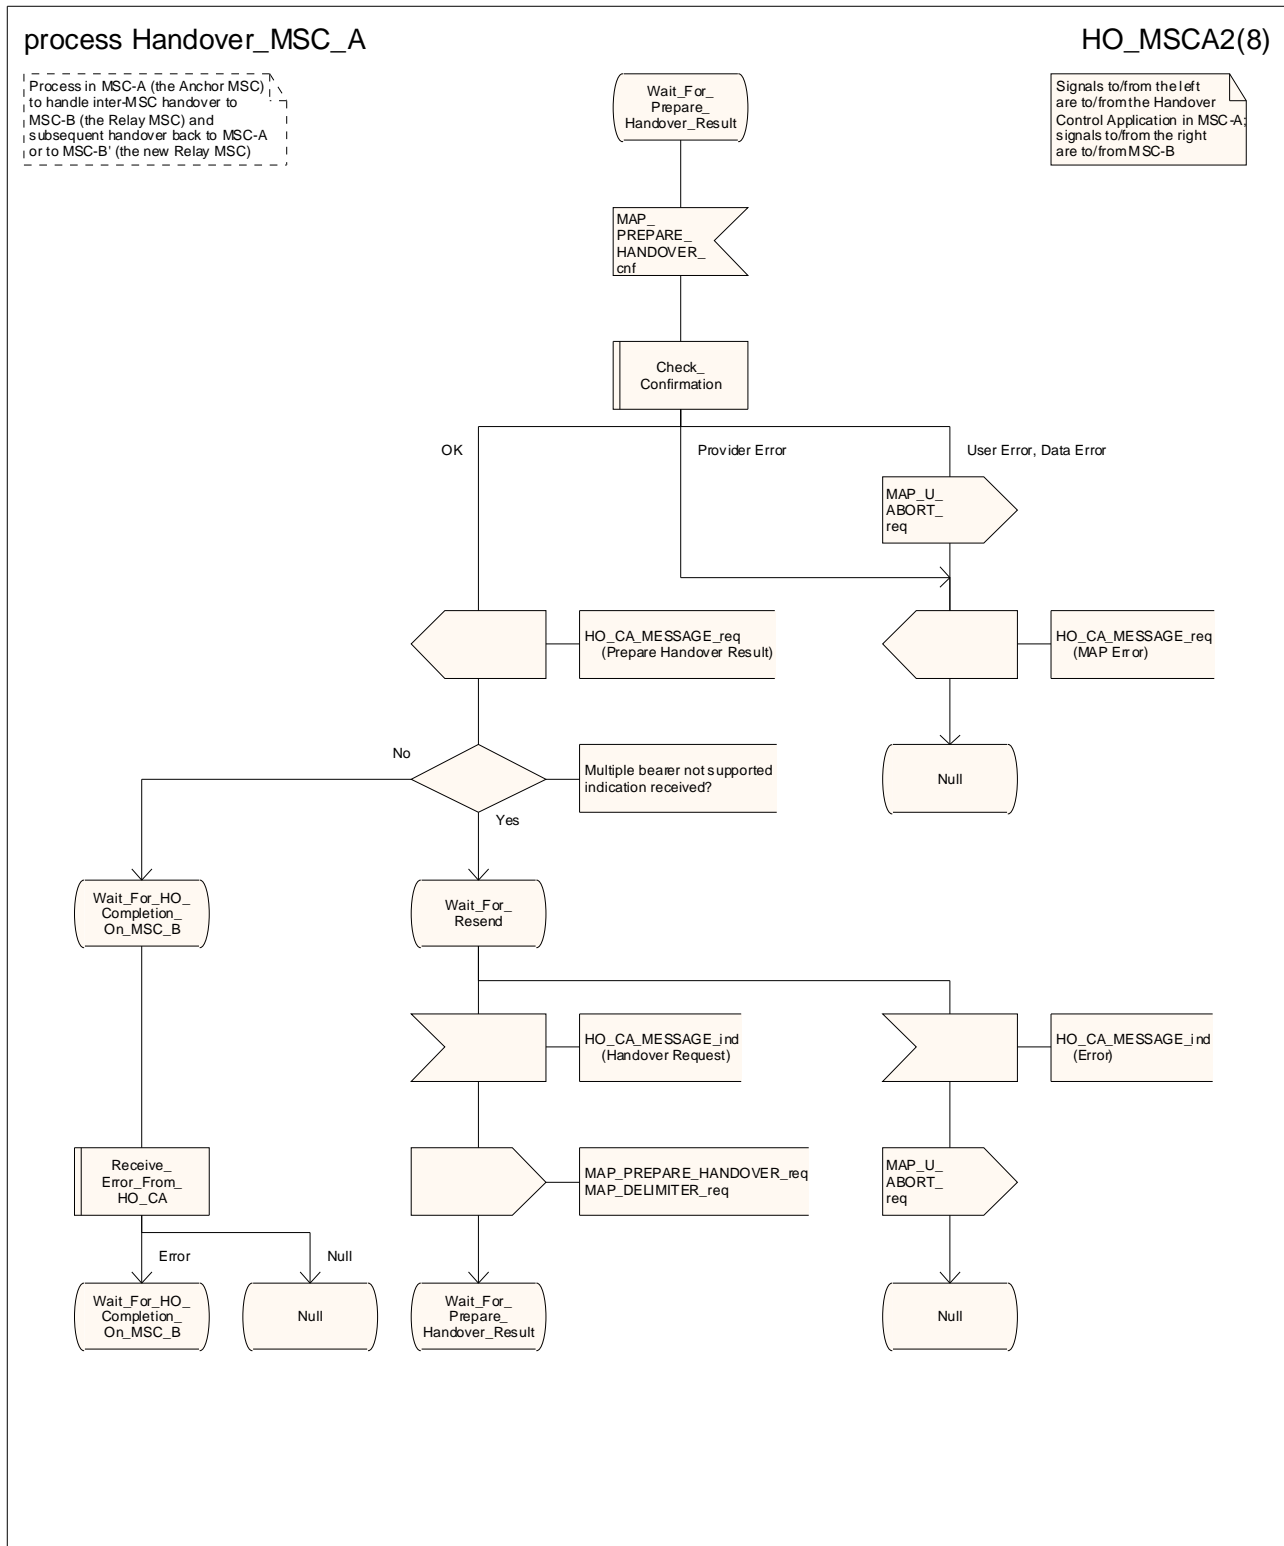 process Handover_MSC_A
HO_MSCA2(8)
Process in MSC-A (the Anchor MSC)
to handle inter-MSC handover to
MSC-B (the Relay MSC) and
subsequent handover back to MSC-A
or to MSC-B' (the new Relay MSC)
Wait_For_
Prepare_
Handover_Result
Signals to/from the left
are to/from the Handover
Control Application in MSC-A;
signals to/from the right
are to/from MSC-B
MAP_
PREPARE_
HANDOVER_
cnf
Check_
Confirmation
OK
Provider Error
User Error, Data Error
MAP_U_
ABORT_
req
HO_CA_MESSAGE_req
(Prepare Handover Result)
HO_CA_MESSAGE_req
(MAP Error)
No
Multiple bearer not supported
indication received?
Null
Yes
Wait_For_HO_
Completion_
On_MSC_B
Wait_For_
Resend
HO_CA_MESSAGE_ind
(Handover Request)
HO_CA_MESSAGE_ind
(Error)
Receive_
Error_From_
HO_CA
MAP_PREPARE_HANDOVER_req
MAP_DELIMITER_req
MAP_U_
ABORT_
req
Error
Null
Wait_For_HO_
Completion_
On_MSC_B
Null
Wait_For_
Prepare_
Handover_Result
Null